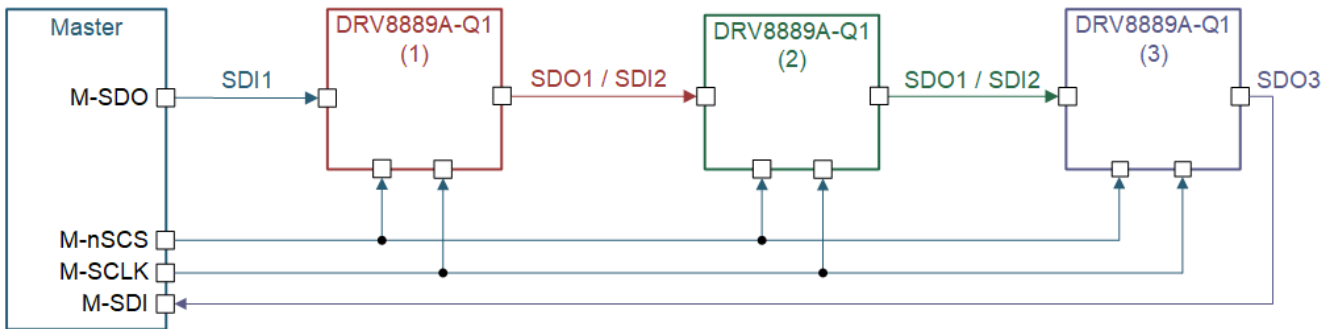 Master
DRV8889A-Q1
(1)
DRV8889A-Q1
(2)
DRV8889A-Q1
(3)
M-SDO
SDI1
SDO1 / SDI2
SDO1 / SDI2
SDO3
M-nSCS
M-SCLK
M-SDI